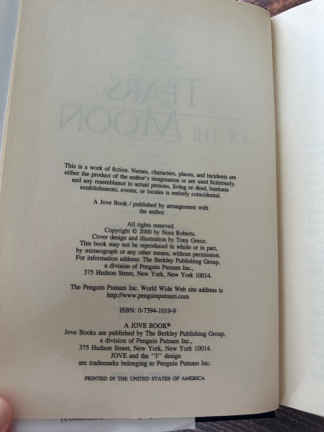 TEARS
OF THE
MOON
This is a work of fiction. Names, characters, places, and incidents are
either the product of the author's imagination or are used fictitiously,
and any resemblance to actual persons, living or dead, business
establishments, events, or locales is entirely coincidental.
A Jove Book / published by arrangement with
the author
All rights reserved.
Copyright © 2000 by Nora Roberts.
Cover design and illustration by Tony Greco.
This book may not be reproduced in whole or in part,
by mimeograph or any other means, without permission.
For information address: The Berkley Publishing Group,
a division of Penguin Putnam Inc.,
375 Hudson Street, New York, New York 10014.
The Penguin Putnam Inc. World Wide Web site address is
http://www.penguinputnam.com
ISBN: 0-7394-1019-9
A JOVE BOOK®
Jove Books are published by The Berkley Publishing Group,
a division of Penguin Putnam Inc.,
375 Hudson Street, New York, New York 10014.
JOVE and the "J" design
are trademarks belonging to Penguin Putnam Inc.
PRINTED IN THE UNITED STATES OF AMERICA